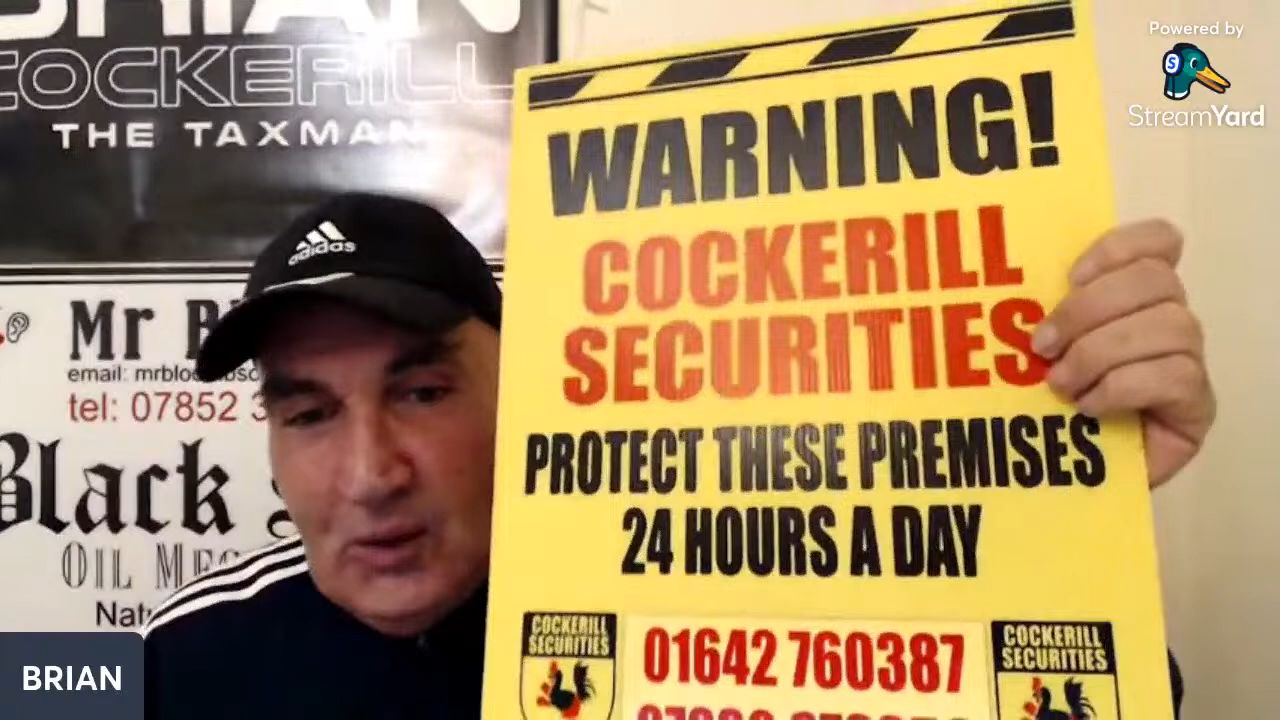 COCKERILL
THE TAXMAN
adidas
Mr
email:
tel: 07852
Black
OIL
WARNING!
COCKERILL
SECURITIES
PROTECT THESE PREMISES
24 HOURS A DAY
COCKERILL
SECURITIES
01642 760387
COCKERILL
SECURITIES
BRIAN
Powered by
StreamYard